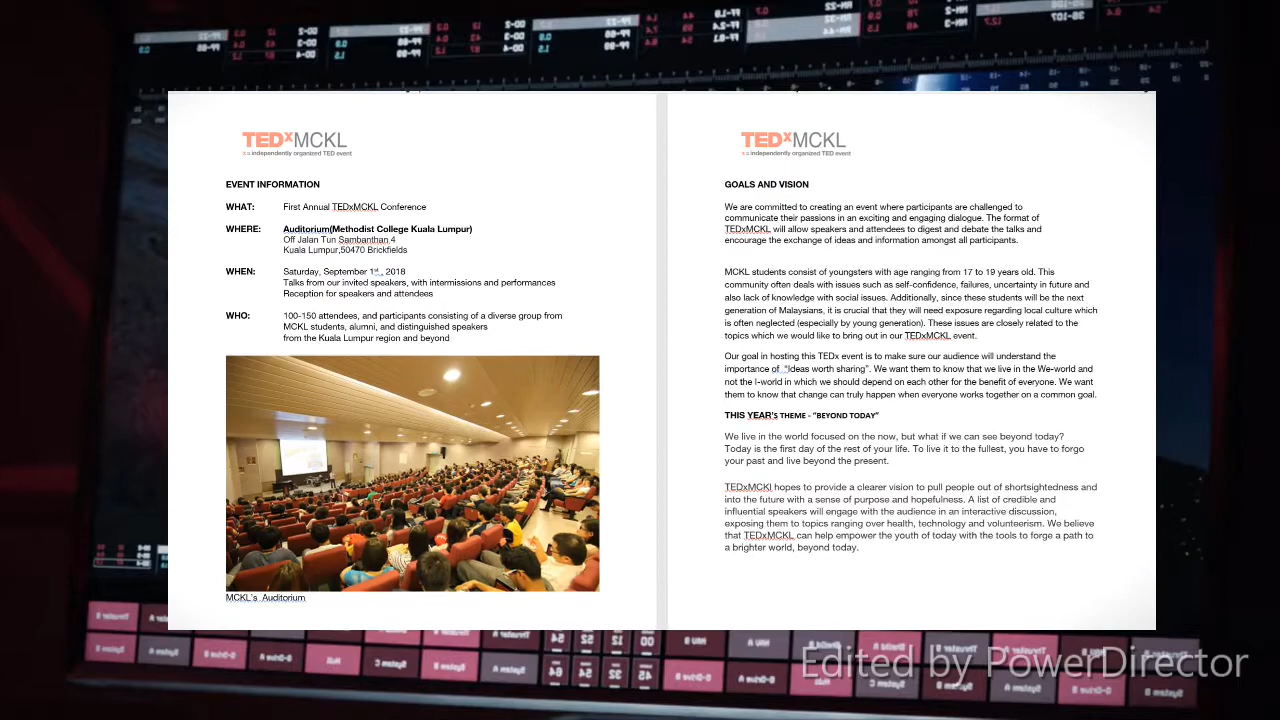 TEDxMCKL
x = independently organized TED event
EVENT INFORMATION
WHAT: First Annual TEDxMCKL Conference
WHERE: Auditorium(Methodist College Kuala Lumpur)
Off Jalan Tun Sambanthan 4
Kuala Lumpur,50470 Brickfields
WHEN: Saturday, September 1st , 2018
Talks from our invited speakers, with intermissions and performances
Reception for speakers and attendees
WHO: 100-150 attendees, and participants consisting of a diverse group from
MCKL students, alumni, and distinguished speakers
from the Kuala Lumpur region and beyond
MCKL`s Auditorium
TEDxMCKL
x = independently organized TED event
GOALS AND VISION
We are committed to creating an event where participants are challenged to
communicate their passions in an exciting and engaging dialogue. The format of
TEDxMCKL will allow speakers and attendees to digest and debate the talks and
encourage the exchange of ideas and information amongst all participants.
MCKL students consist of youngsters with age ranging from 17 to 19 years old. This
community often deals with issues such as self-confidence, failures, uncertainty in future and
also lack of knowledge with social issues. Additionally, since these students will be the next
generation of Malaysians, it is crucial that they will need exposure regarding local culture which
is often neglected (especially by young generation). These issues are closely related to the
topics which we would like to bring out in our TEDxMCKL event.
Our goal in hosting this TEDx event is to make sure our audience will understand the
importance of "Ideas worth sharing". We want them to know that we live in the We-world and
not the I-world in which we should depend on each other for the benefit of everyone. We want
them to know that change can truly happen when everyone works together on a common goal.
THIS YEAR's THEME - "BEYOND TODAY"
We live in the world focused on the now, but what if we can see beyond today?
Today is the first day of the rest of your life. To live it to the fullest, you have to forgo
your past and live beyond the present.
TEDxMCKl hopes to provide a clearer vision to pull people out of shortsightedness and
into the future with a sense of purpose and hopefulness. A list of credible and
influential speakers will engage with the audience in an interactive discussion,
exposing them to topics ranging over health, technology and volunteerism. We believe
that TEDxMCKL can help empower the youth of today with the tools to forge a path to
a brighter world, beyond today.
Edited by PowerDirector